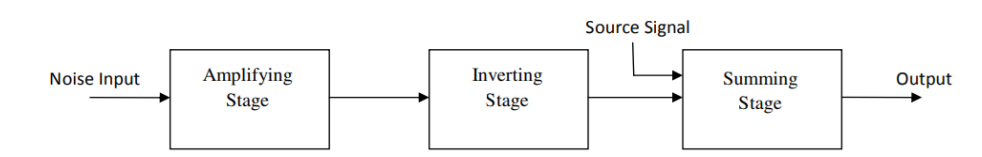 Source Signal
Noise Input
Amplifying
Stage
Inverting
Stage
Summing
Stage
Output